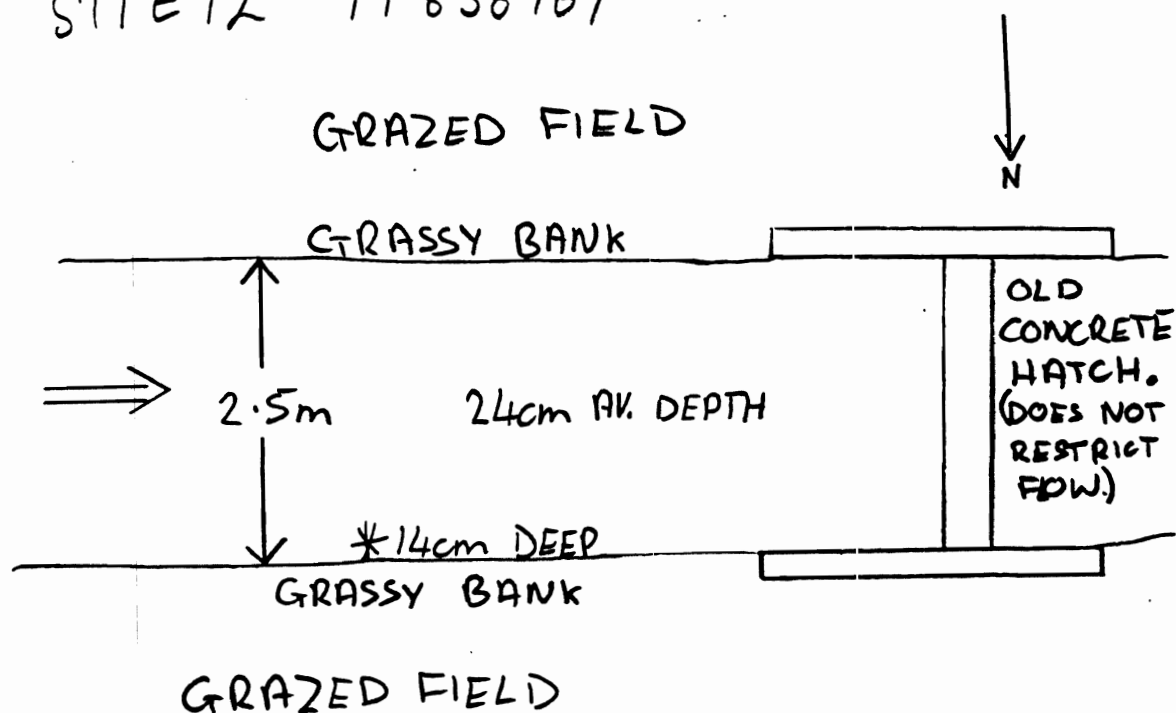 GRAZED FIELD
N
GRASSY BANK
OLD
CONCRETE
HATCH.
(DOES NOT
RESTRICT
FLOW.)
2.5m
24cm AV. DEPTH
*14cm DEEP
GRASSY BANK
GRAZED FIELD